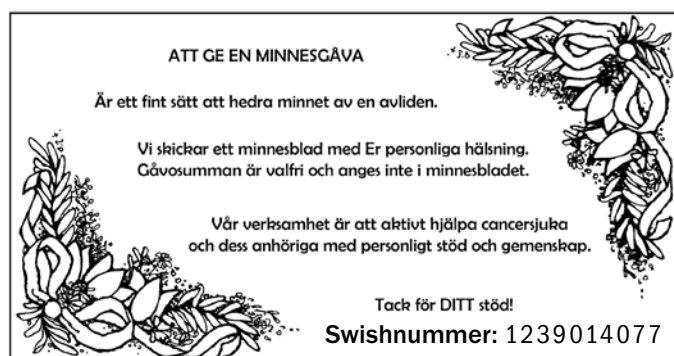 ATT GE EN MINNESGÅVA
Är ett fint sätt att hedra minnet av en avliden.
Vi skickar ett minnesblad med Er personliga hälsning.
Gåvosumman är valfri och anges inte i minnesbladet.
Vår verksamhet är att aktivt hjälpa cancersjuka
och dess anhöriga med personligt stöd och gemenskap.
Tack för DITT stöd!
Swishnummer: 1239014077